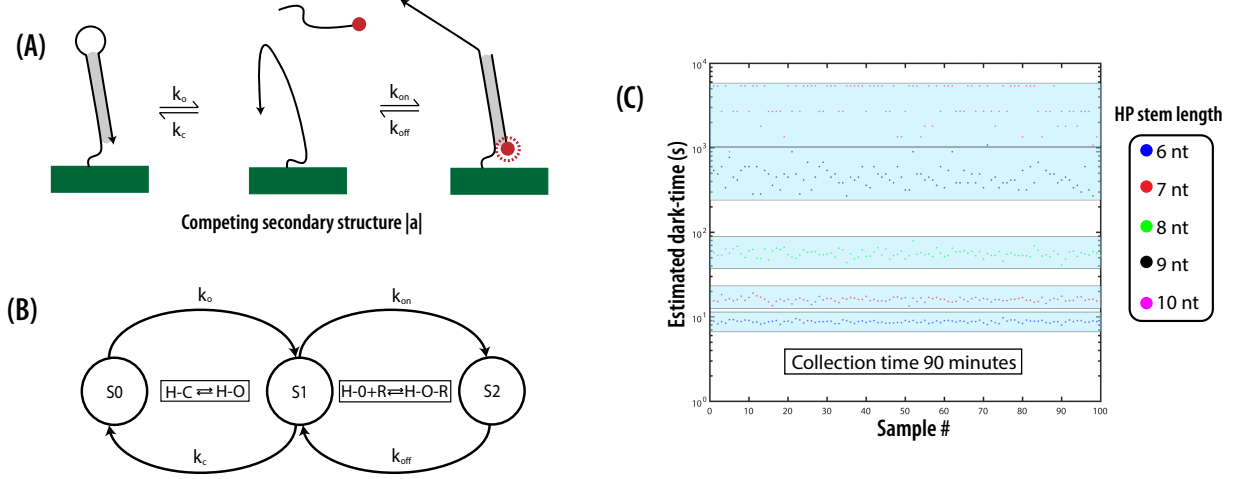 (A)
k_o
k_c
k_on
k_off
Competing secondary structure |a|
(B)
k_o
k_on
S0
H-C ⇌ H-O
S1
H-0+R⇌H-O-R
S2
k_c
k_off
(C)
Estimated dark-time (s)
10^4
10^3
10^2
10^1
10^0
Collection time 90 minutes
0 10 20 30 40 50 60 70 80 90 100
Sample #
HP stem length
6 nt
7 nt
8 nt
9 nt
10 nt